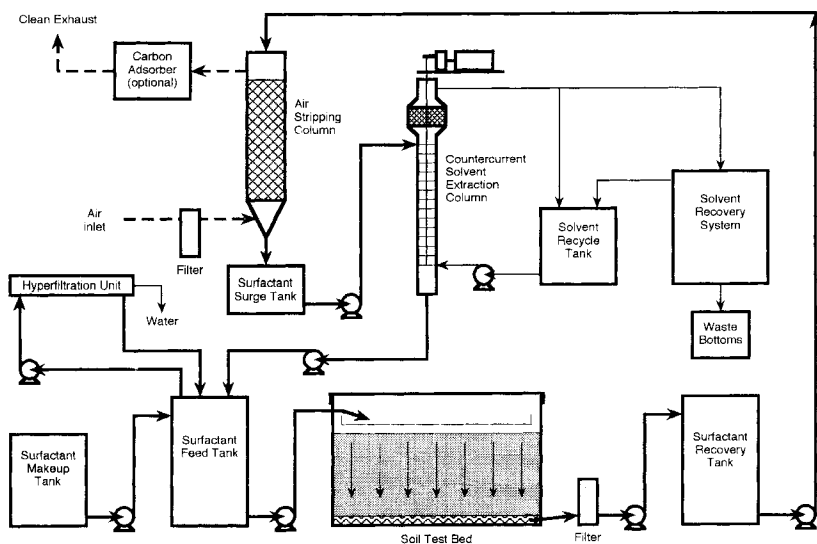 Clean Exhaust
Carbon
Adsorber
(optional)
Air
Stripping
Column
Countercurrent
Solvent
Extraction
Column
Air
inlet
Filter
Surfactant
Surge Tank
Solvent
Recycle
Tank
Solvent
Recovery
System
Waste
Bottoms
Hyperfiltration Unit
Water
Surfactant
Makeup
Tank
Surfactant
Feed Tank
Soil Test Bed
Filter
Surfactant
Recovery
Tank